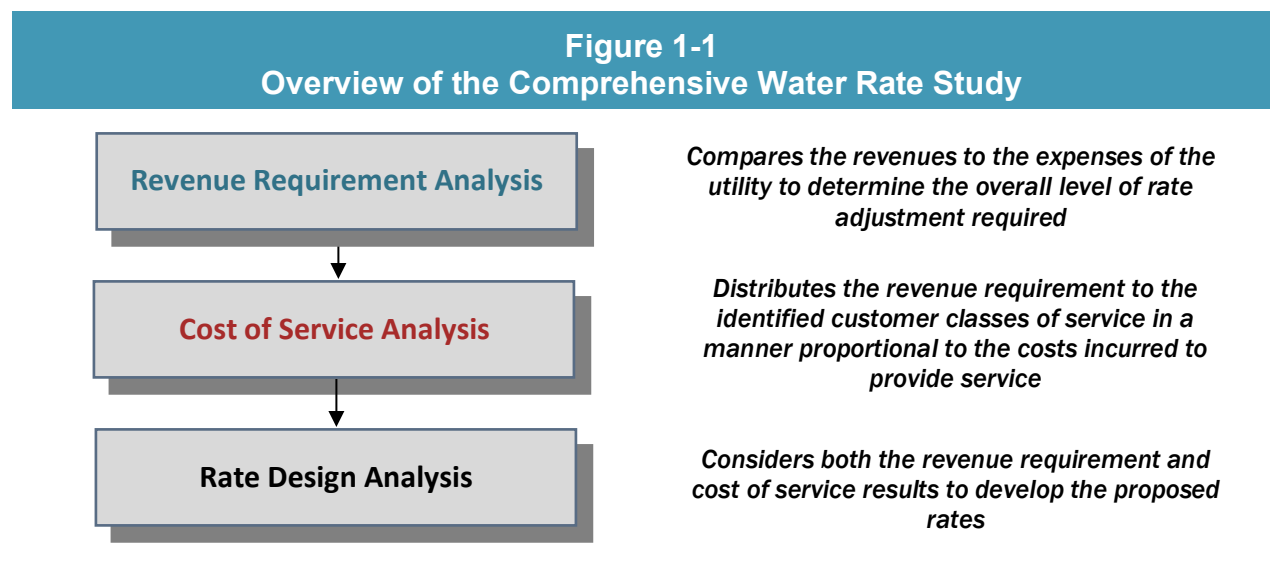 Figure 1-1
Overview of the Comprehensive Water Rate Study
Revenue Requirement Analysis
Compares the revenues to the expenses of the
utility to determine the overall level of rate
adjustment required
Cost of Service Analysis
Distributes the revenue requirement to the
identified customer classes of service in a
manner proportional to the costs incurred to
provide service
Rate Design Analysis
Considers both the revenue requirement and
cost of service results to develop the proposed
rates